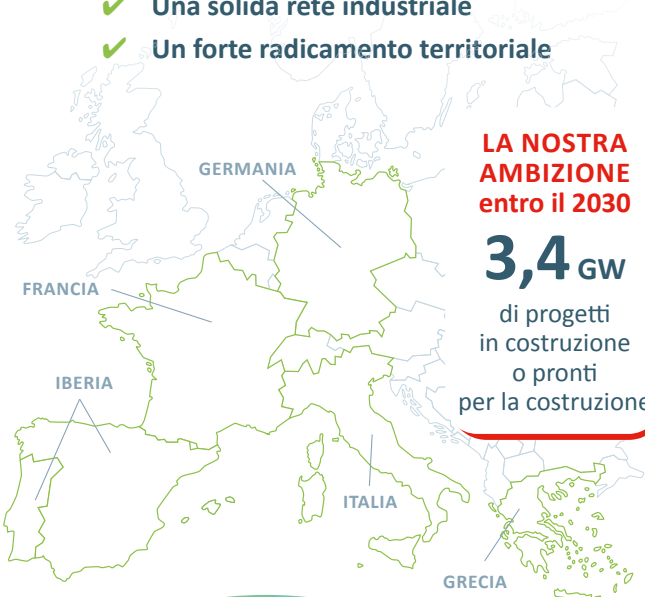 ✔ Una solida rete industriale
✔ Un forte radicamento territoriale
LA NOSTRA
AMBIZIONE
entro il 2030
3,4 GW
di progetti
in costruzione
o pronti
per la costruzione
GERMANIA
FRANCIA
IBERIA
ITALIA
GRECIA